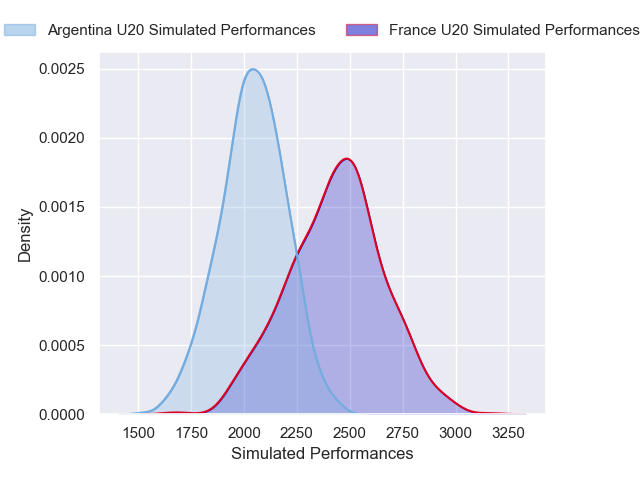 Argentina U20 Simulated Performances France U20 Simulated Performances
0.0025
0.0020
0.0015
0.0010
0.0005
0.0000
Density
1500 1750 2000 2250 2500 2750 3000 3250
Simulated Performances